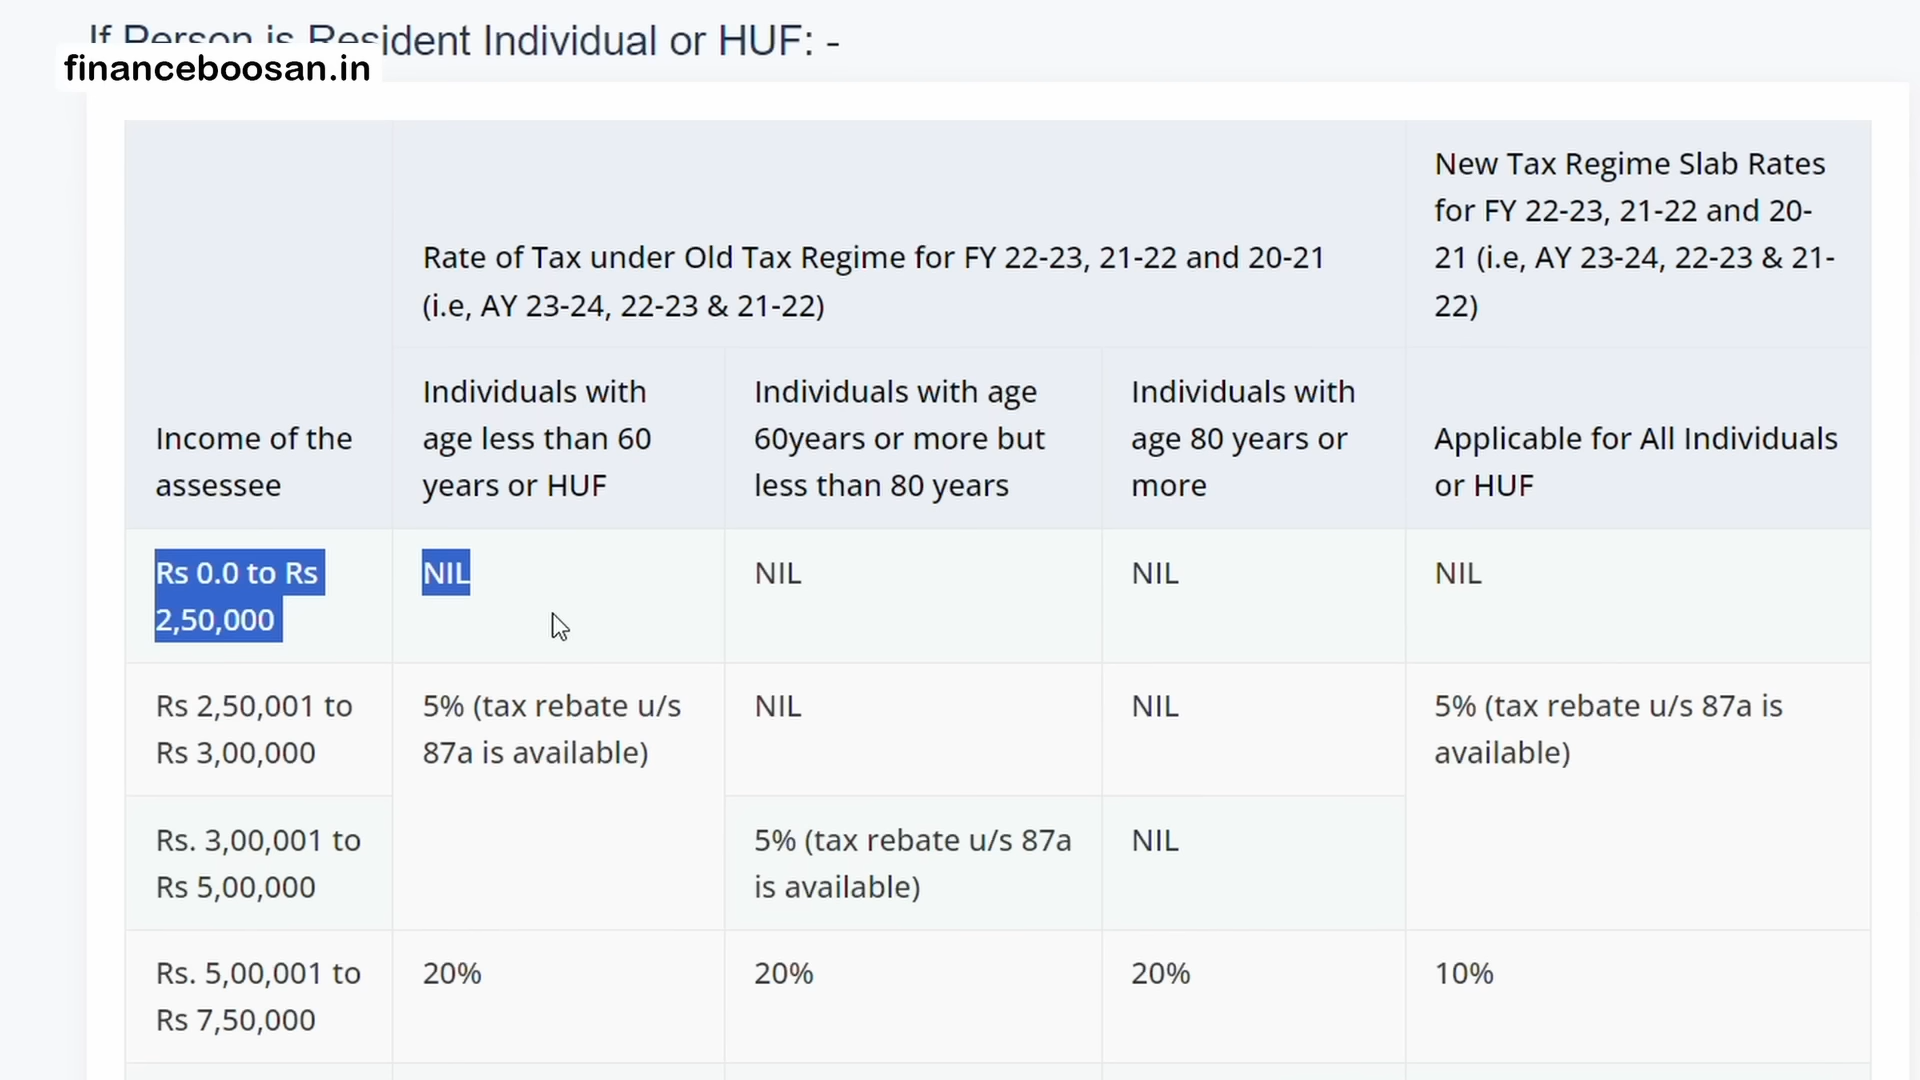 If Person is Resident Individual or HUF: -
financeboosan.in
New Tax Regime Slab Rates
for FY 22-23, 21-22 and 20-
21 (i.e, AY 23-24, 22-23 & 21-
22)
Rate of Tax under Old Tax Regime for FY 22-23, 21-22 and 20-21
(i.e, AY 23-24, 22-23 & 21-22)
Income of the
assessee
Individuals with
age less than 60
years or HUF
Individuals with age
60years or more but
less than 80 years
Individuals with
age 80 years or
more
Applicable for All Individuals
or HUF
Rs 0.0 to Rs
2,50,000
NIL
NIL
NIL
NIL
Rs 2,50,001 to
Rs 3,00,000
5% (tax rebate u/s
87a is available)
NIL
NIL
5% (tax rebate u/s 87a is
available)
Rs. 3,00,001 to
Rs 5,00,000
5% (tax rebate u/s 87a
is available)
NIL
Rs. 5,00,001 to
Rs 7,50,000
20%
20%
20%
10%